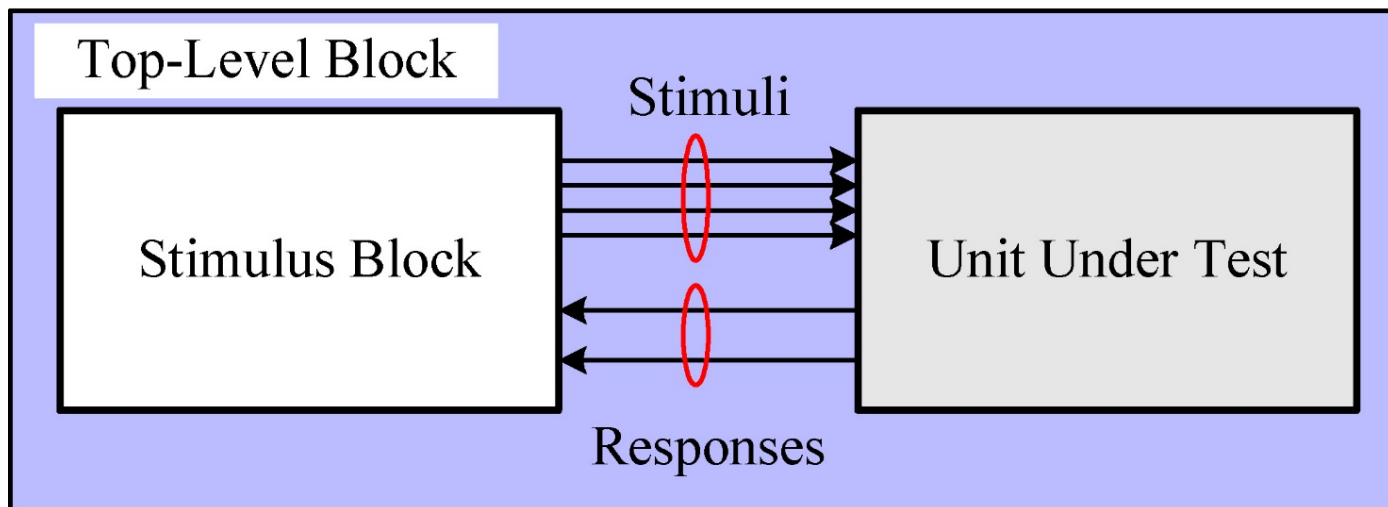 Top-Level Block
Stimuli
Stimulus Block
Unit Under Test
Responses